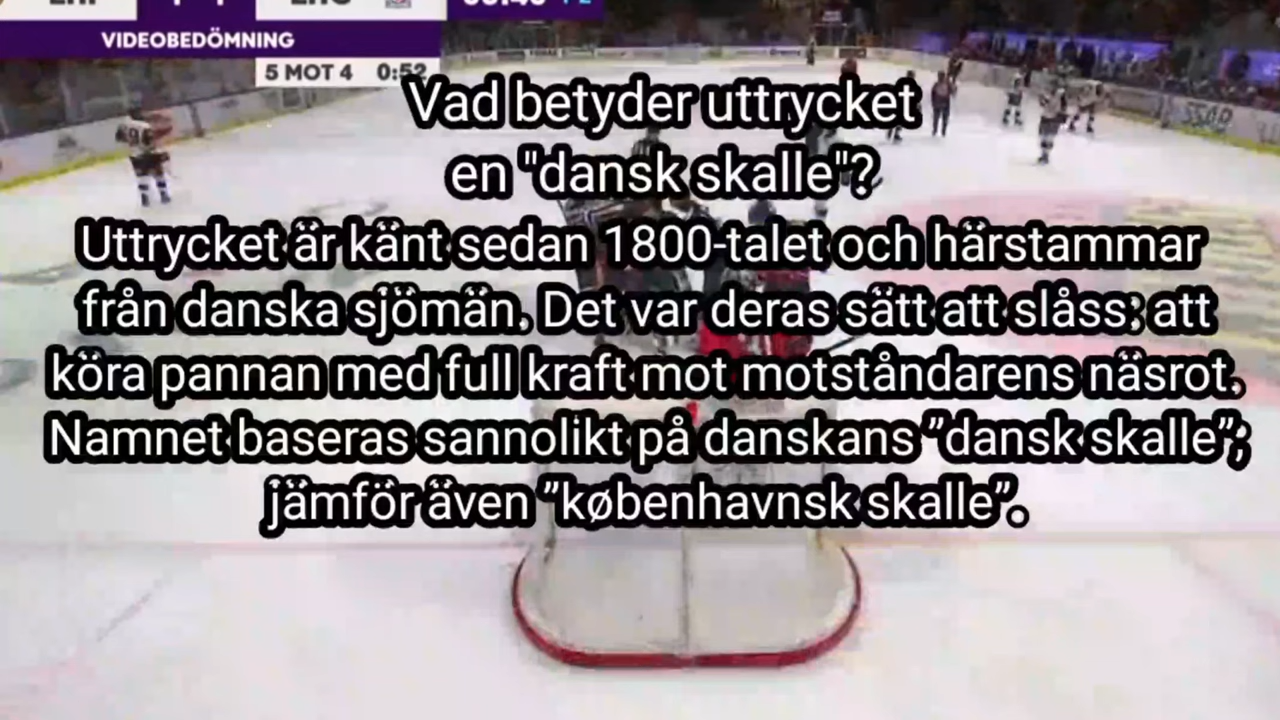 VIDEOBEDÖMNING
5 MOT 4 0:52
Vad betyder uttrycket
en "dansk skalle"?
Uttrycket är känt sedan 1800-talet och härstammar
från danska sjömän. Det var deras sätt att slåss; att
köra pannan med full kraft mot motståndarens näsrot.
Namnet baseras sannolikt på danskans ”dansk skalle”;
jämför även ”københavnsk skalle”.